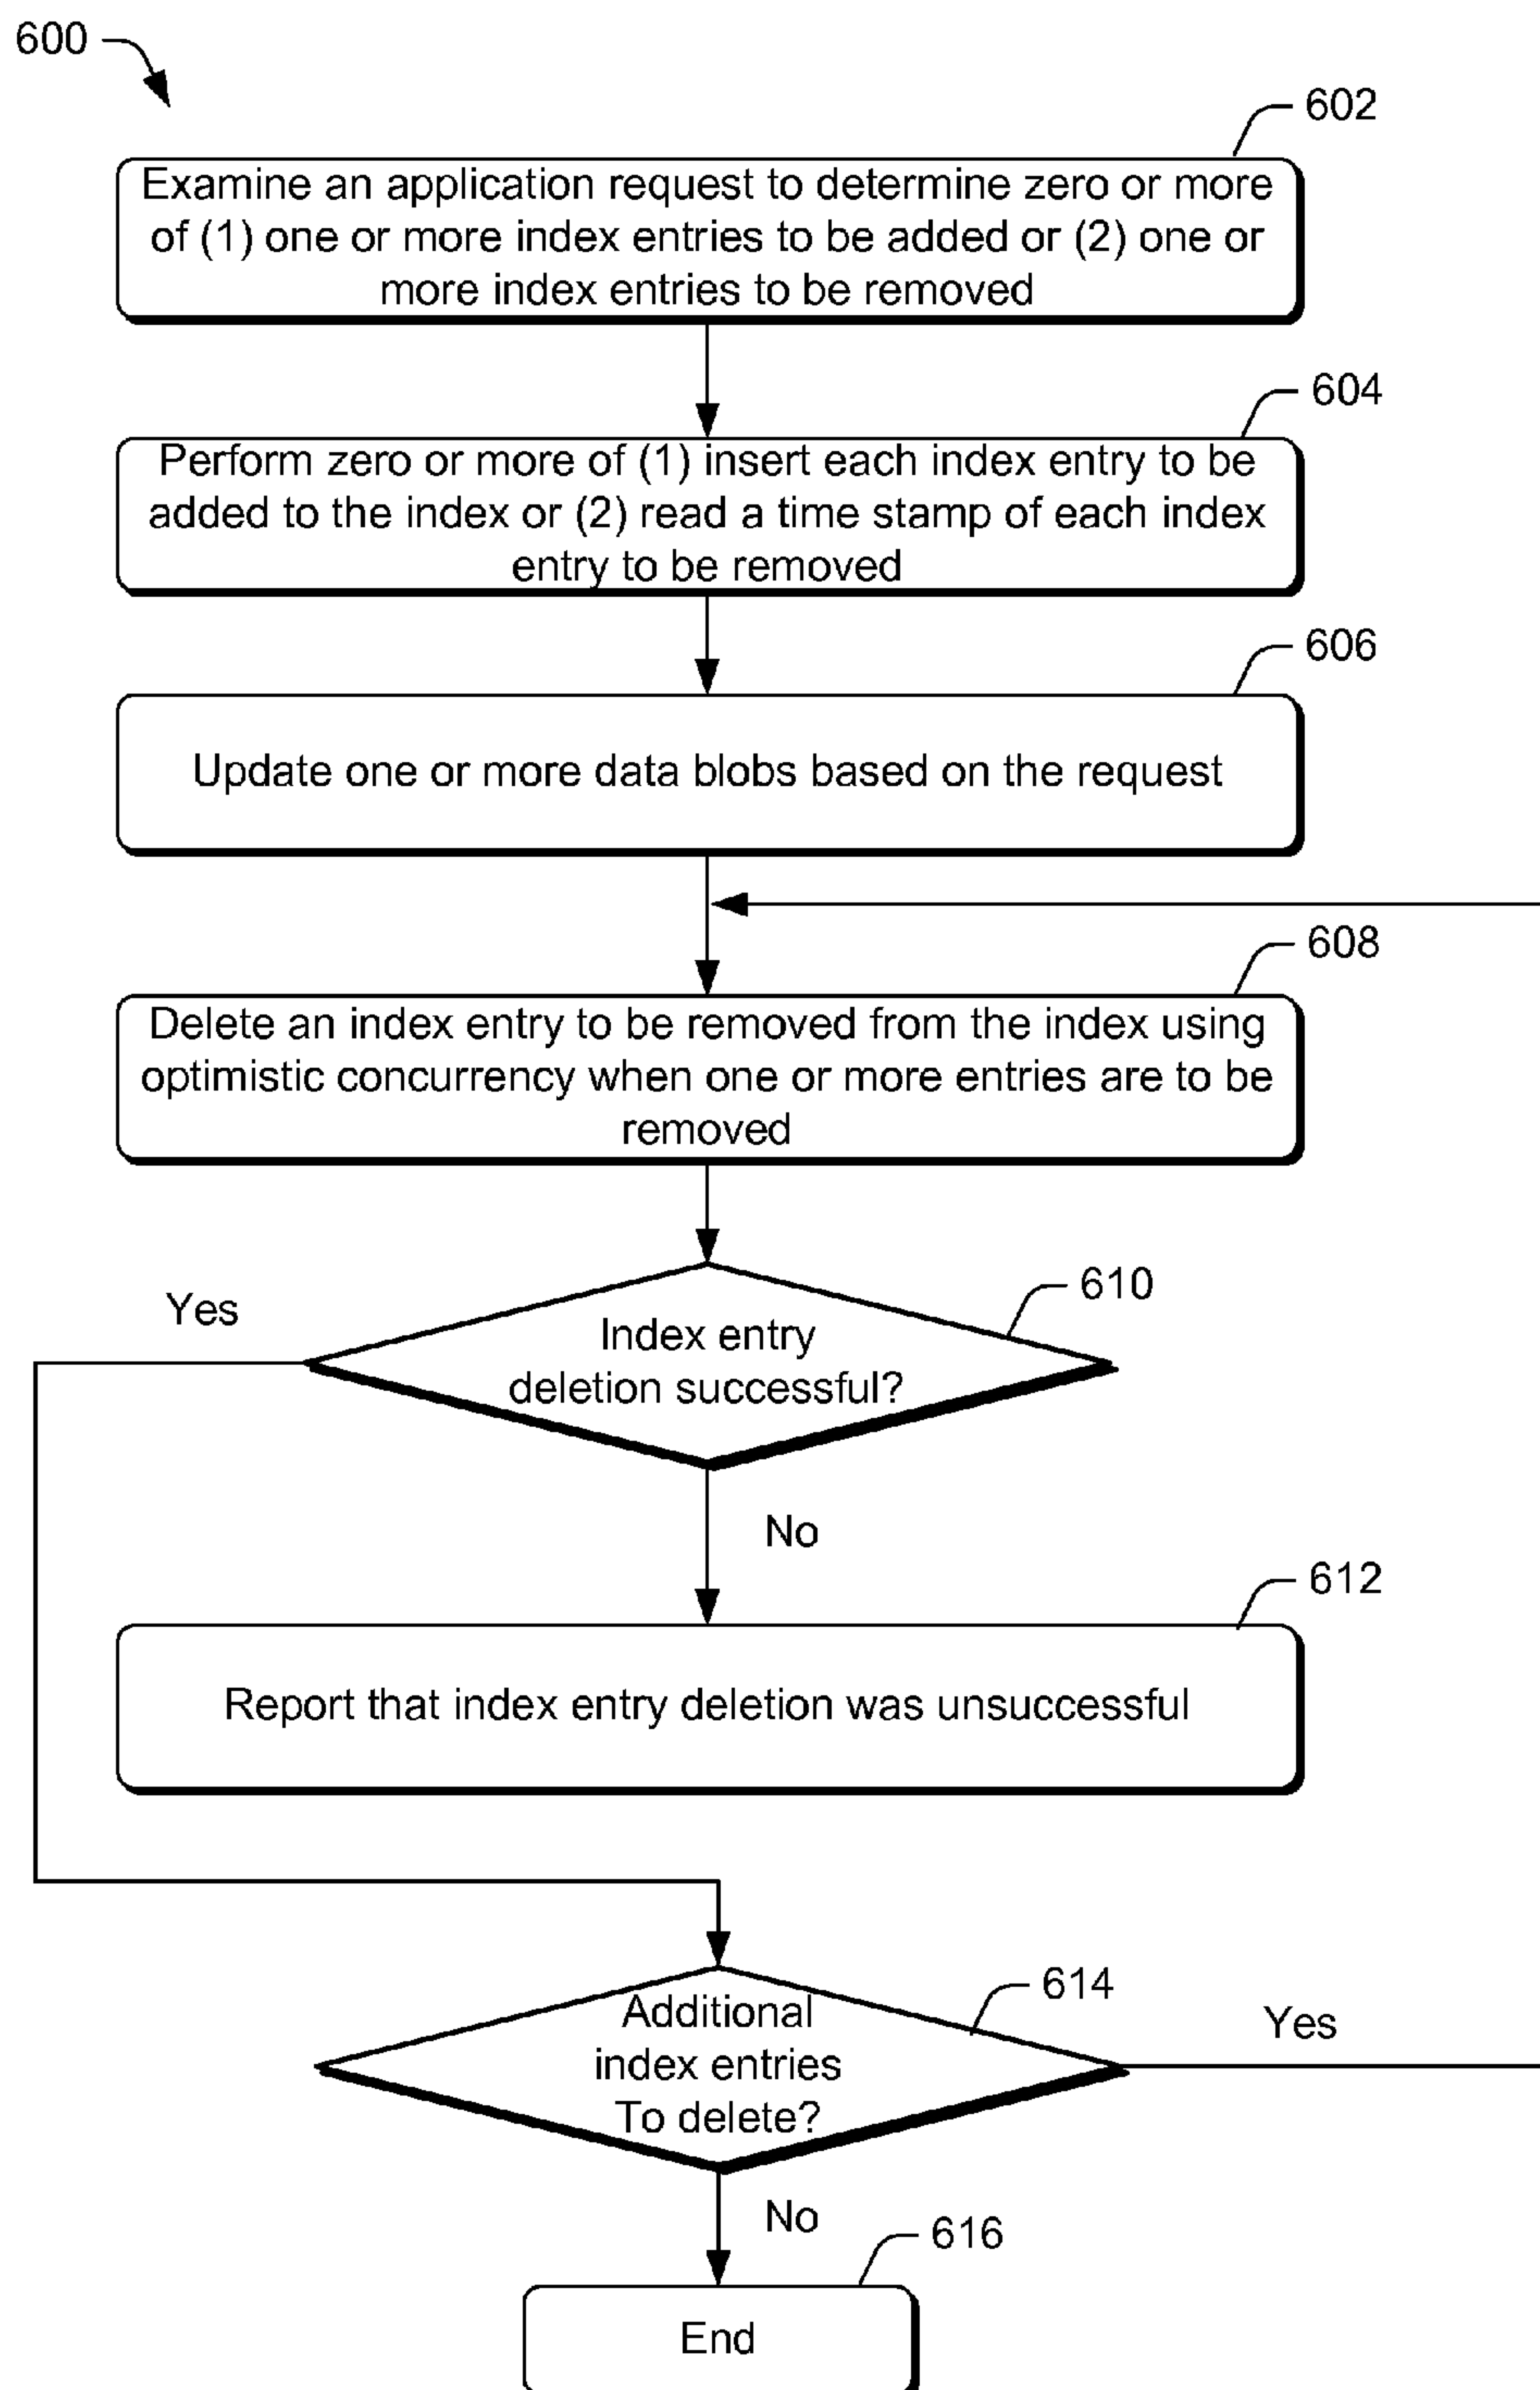 600
602
Examine an application request to determine zero or more
of (1) one or more index entries to be added or (2) one or
more index entries to be removed
604
Perform zero or more of (1) insert each index entry to be
added to the index or (2) read a time stamp of each index
entry to be removed
606
Update one or more data blobs based on the request
608
Delete an index entry to be removed from the index using
optimistic concurrency when one or more entries are to be
removed
610
Yes
Index entry
deletion successful?
No
612
Report that index entry deletion was unsuccessful
614
Additional
index entries
To delete?
Yes
No
616
End